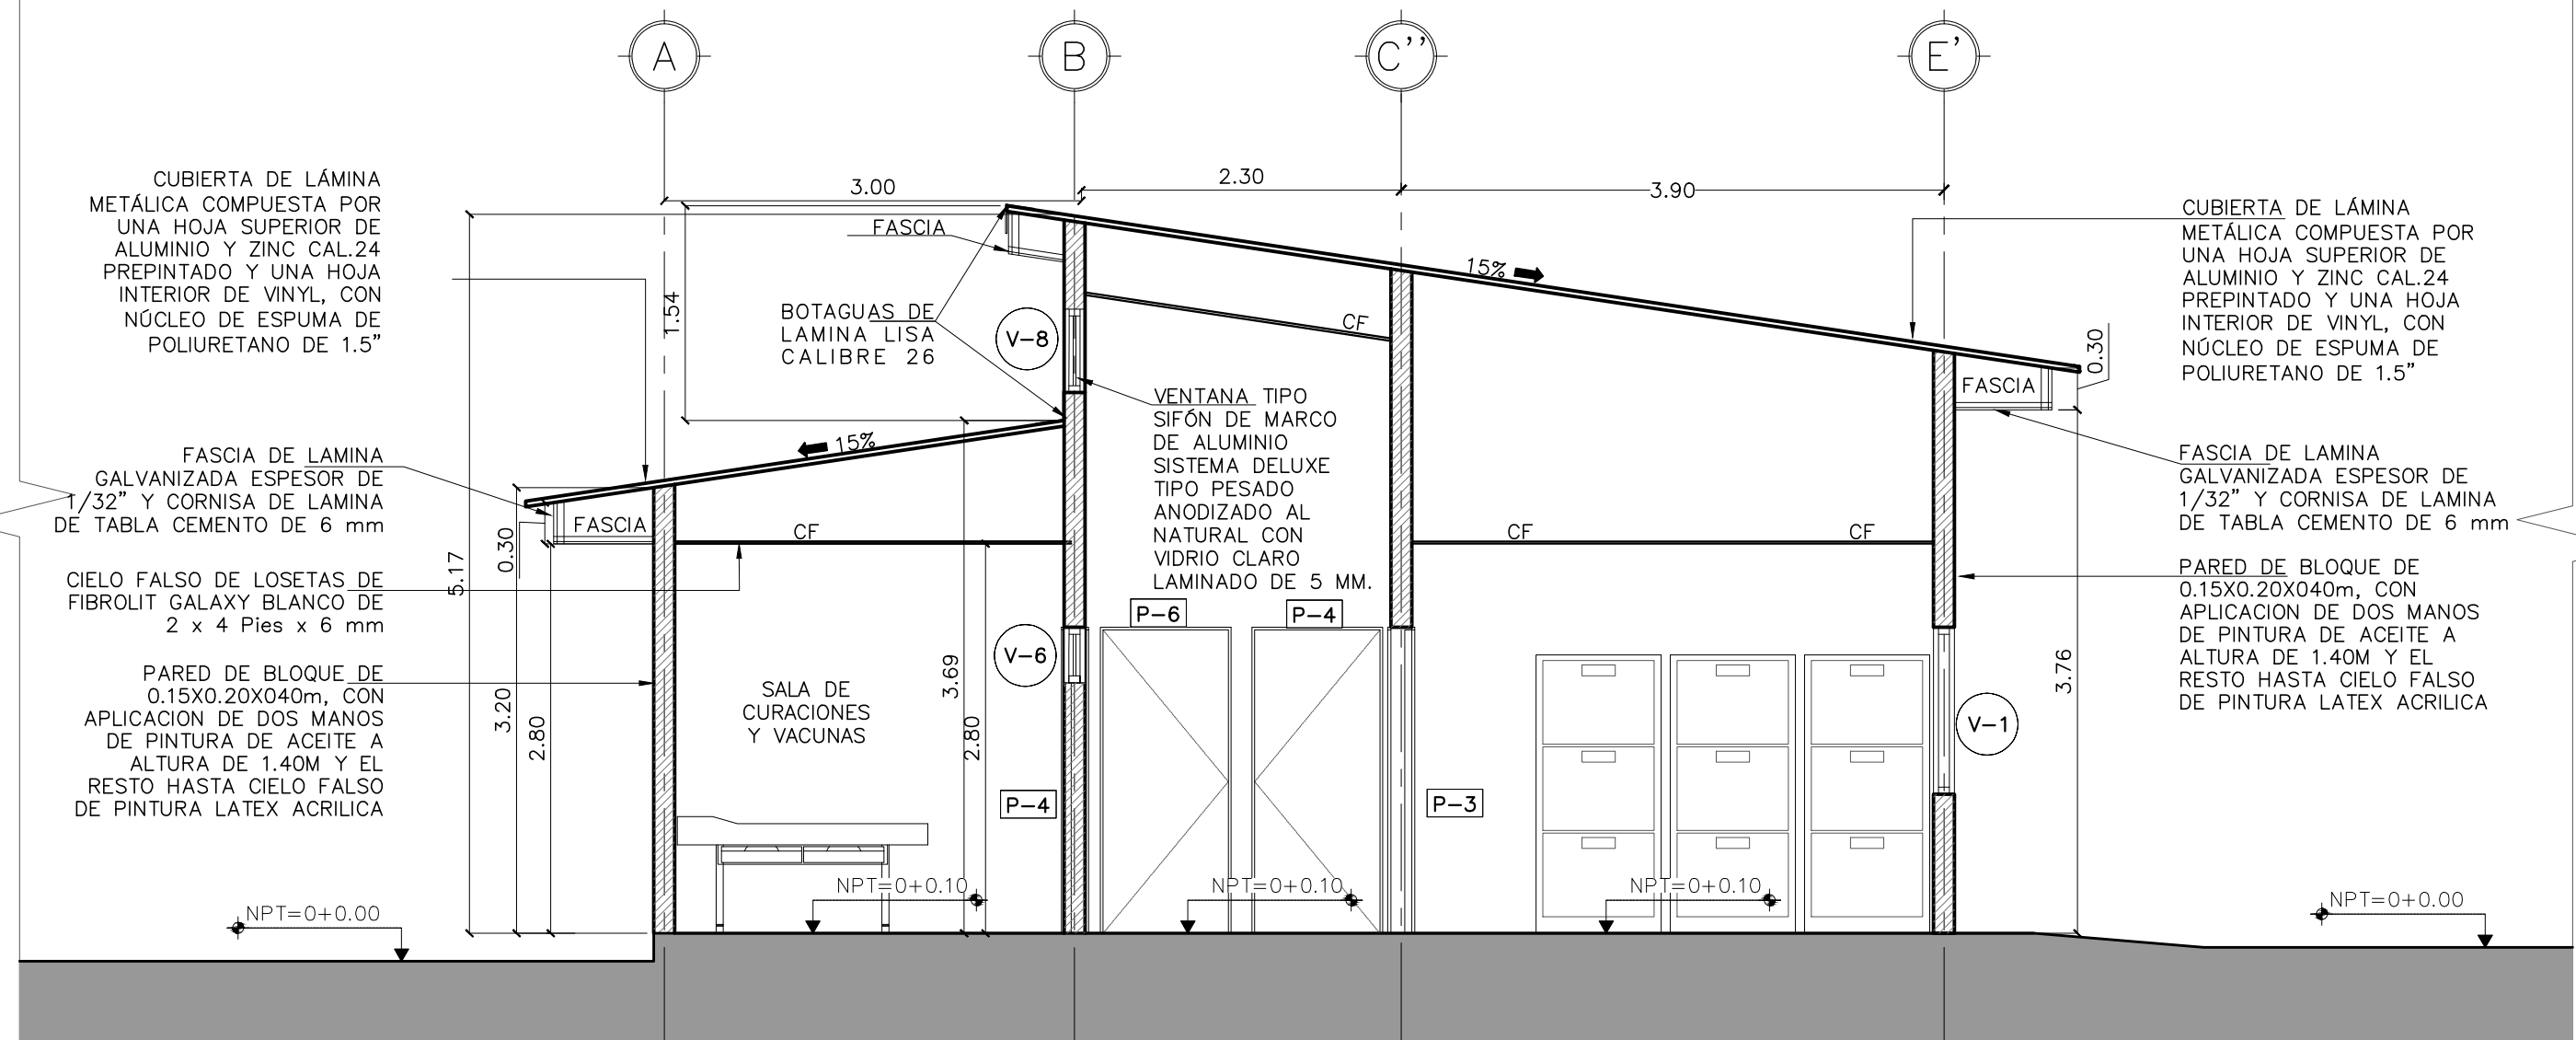 A
B
C''
E'
3.00
2.30
3.90
CUBIERTA DE LÁMINA
METÁLICA COMPUESTA POR
UNA HOJA SUPERIOR DE
ALUMINIO Y ZINC CAL.24
PREPINTADO Y UNA HOJA
INTERIOR DE VINYL, CON
NÚCLEO DE ESPUMA DE
POLIURETANO DE 1.5"
FASCIA DE LAMINA
GALVANIZADA ESPESOR DE
1/32" Y CORNISA DE LAMINA
DE TABLA CEMENTO DE 6 mm
CIELO FALSO DE LOSETAS DE
FIBROLIT GALAXY BLANCO DE
2 x 4 Pies x 6 mm
PARED DE BLOQUE DE
0.15X0.20X040m, CON
APLICACION DE DOS MANOS
DE PINTURA DE ACEITE A
ALTURA DE 1.40M Y EL
RESTO HASTA CIELO FALSO
DE PINTURA LATEX ACRILICA
5.17
0.30
3.20
2.80
1.54
FASCIA
BOTAGUAS DE
LAMINA LISA
CALIBRE 26
V-8
15%
15%
FASCIA
CF
CF
CF
CF
VENTANA TIPO
SIFÓN DE MARCO
DE ALUMINIO
SISTEMA DELUXE
TIPO PESADO
ANODIZADO AL
NATURAL CON
VIDRIO CLARO
LAMINADO DE 5 MM.
P-6
P-4
V-6
SALA DE
CURACIONES
Y VACUNAS
3.69
2.80
P-4
P-3
V-1
NPT=0+0.00
NPT=0+0.10
NPT=0+0.10
NPT=0+0.10
NPT=0+0.00
FASCIA
0.30
3.76
CUBIERTA DE LÁMINA
METÁLICA COMPUESTA POR
UNA HOJA SUPERIOR DE
ALUMINIO Y ZINC CAL.24
PREPINTADO Y UNA HOJA
INTERIOR DE VINYL, CON
NÚCLEO DE ESPUMA DE
POLIURETANO DE 1.5"
FASCIA DE LAMINA
GALVANIZADA ESPESOR DE
1/32" Y CORNISA DE LAMINA
DE TABLA CEMENTO DE 6 mm
PARED DE BLOQUE DE
0.15X0.20X040m, CON
APLICACION DE DOS MANOS
DE PINTURA DE ACEITE A
ALTURA DE 1.40M Y EL
RESTO HASTA CIELO FALSO
DE PINTURA LATEX ACRILICA